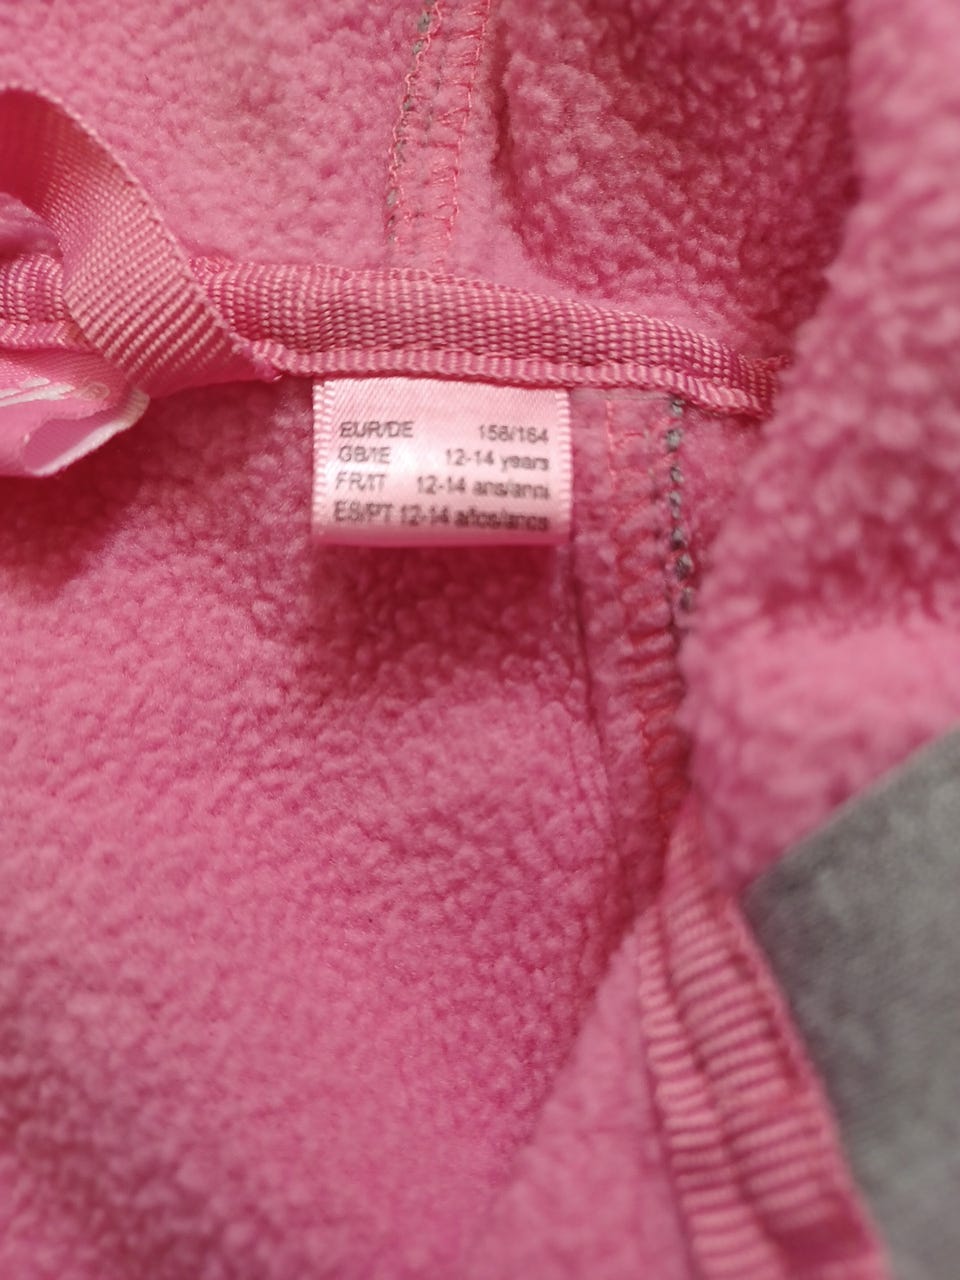 EUR/DE 158/164
GB/IE 12-14 years
FR/IT 12-14 ans/anni
ES/PT 12-14 años/anos